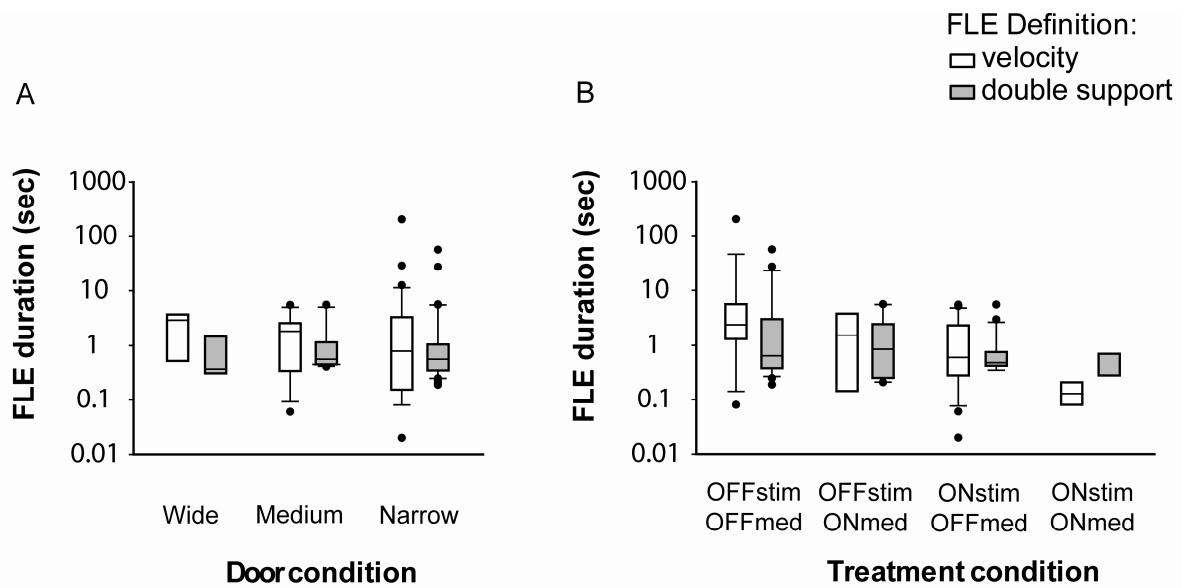 FLE Definition:
velocity
double support
A
FLE duration (sec)
1000
100
10
1
0.1
0.01
Wide Medium Narrow
Door condition
B
FLE duration (sec)
1000
100
10
1
0.1
0.01
OFFstim OFFstim ONstim ONstim
OFFmed ONmed OFFmed ONmed
Treatment condition